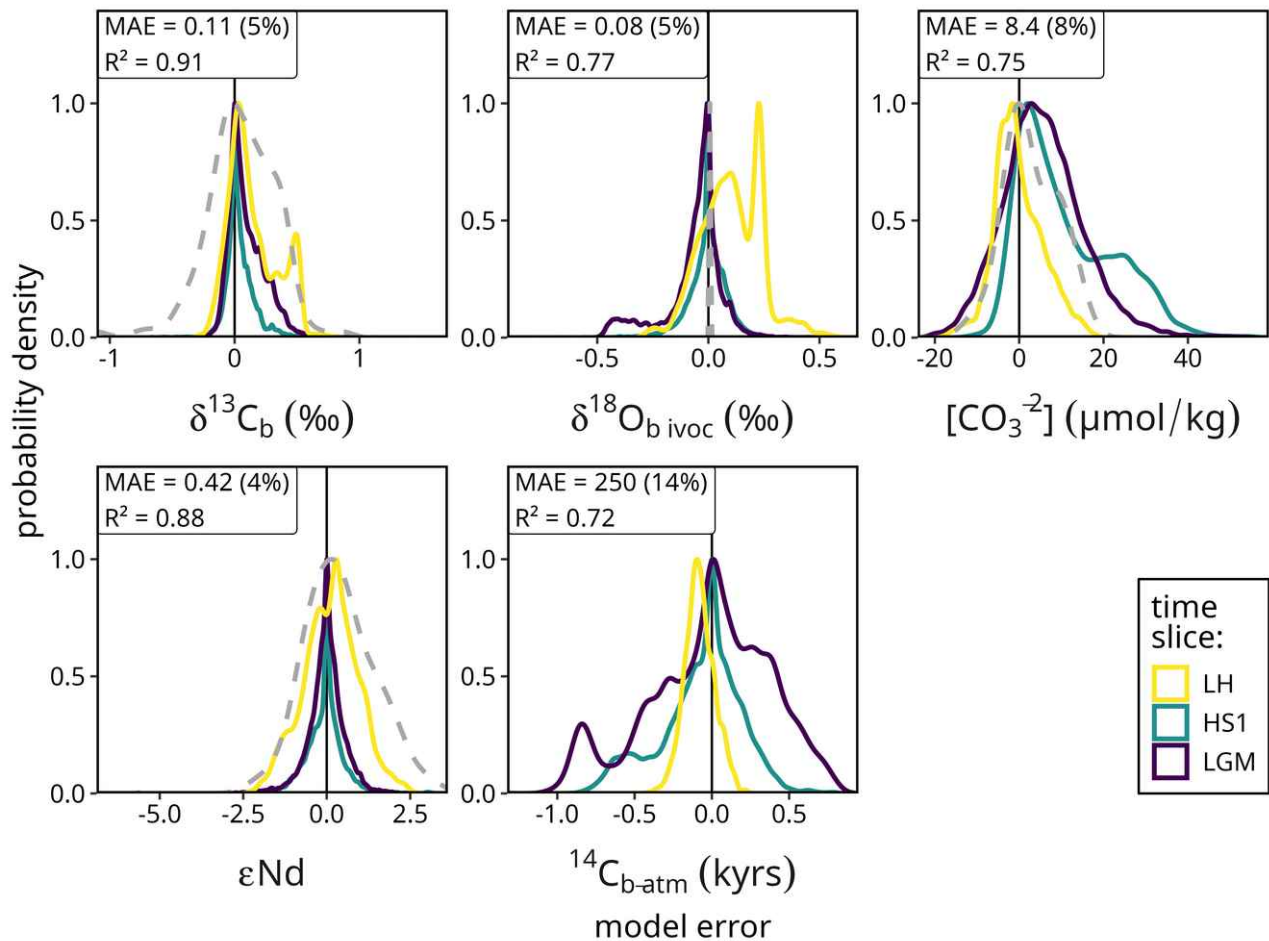 MAE = 0.11 (5%)
R² = 0.91
MAE = 0.08 (5%)
R² = 0.77
MAE = 8.4 (8%)
R² = 0.75
1.0
0.5
0.0
-1
0
1
δ¹³C_b (‰)
1.0
0.5
0.0
-0.5
0.0
0.5
δ¹⁸O_b ivoc (‰)
1.0
0.5
0.0
-20
0
20
40
[CO₃⁻²] (μmol/kg)
probability density
MAE = 0.42 (4%)
R² = 0.88
MAE = 250 (14%)
R² = 0.72
1.0
0.5
0.0
-5.0
-2.5
0.0
2.5
εNd
1.0
0.5
0.0
-1.0
-0.5
0.0
0.5
¹⁴C_b-atm (kyrs)
model error
time
slice:
LH
HS1
LGM